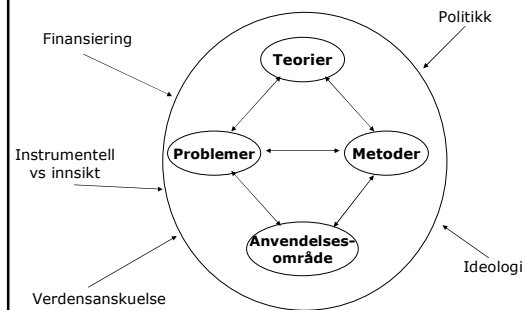 Politikk
Finansiering
Teorier
Instrumentell
vs innsikt
Problemer
Metoder
Anvendelses-
område
Ideologi
Verdensanskuelse